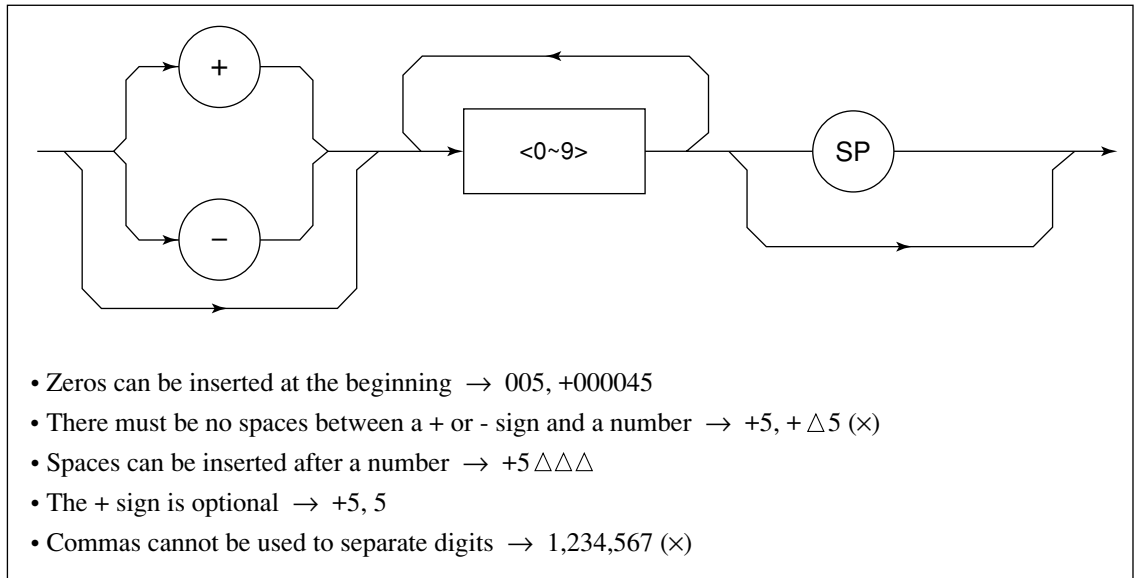 +
<0~9>
SP
−
• Zeros can be inserted at the beginning → 005, +000045
• There must be no spaces between a + or - sign and a number → +5, +△5 (×)
• Spaces can be inserted after a number → +5△△△
• The + sign is optional → +5, 5
• Commas cannot be used to separate digits → 1,234,567 (×)